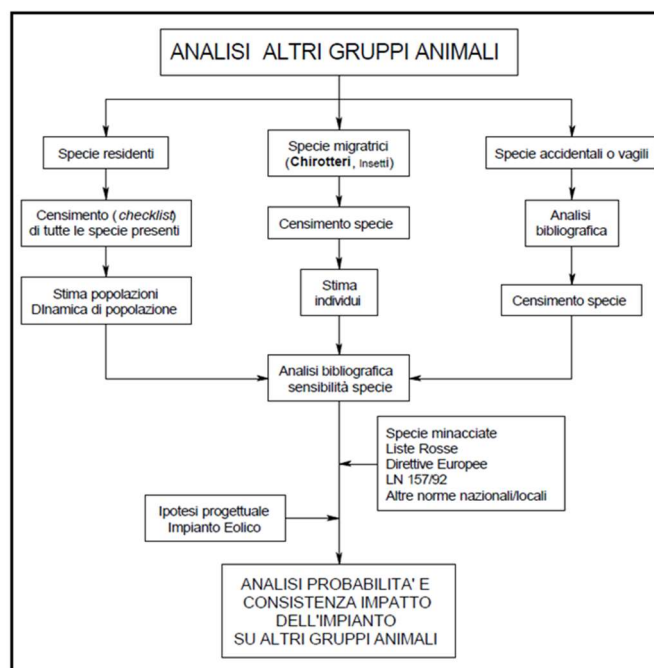 ANALISI ALTRI GRUPPI ANIMALI
Specie residenti
Specie migratrici
(Chirotteri, Insetti)
Specie accidentali o vagili
Censimento (checklist)
di tutte le specie presenti
Censimento specie
Analisi
bibliografica
Stima popolazioni
DInamica di popolazione
Stima
individui
Censimento specie
Analisi bibliografica
sensibilità specie
Specie minacciate
Liste Rosse
Direttive Europee
LN 157/92
Altre norme nazionali/locali
Ipotesi progettuale
Impianto Eolico
ANALISI PROBABILITA' E
CONSISTENZA IMPATTO
DELL'IMPIANTO
SU ALTRI GRUPPI ANIMALI